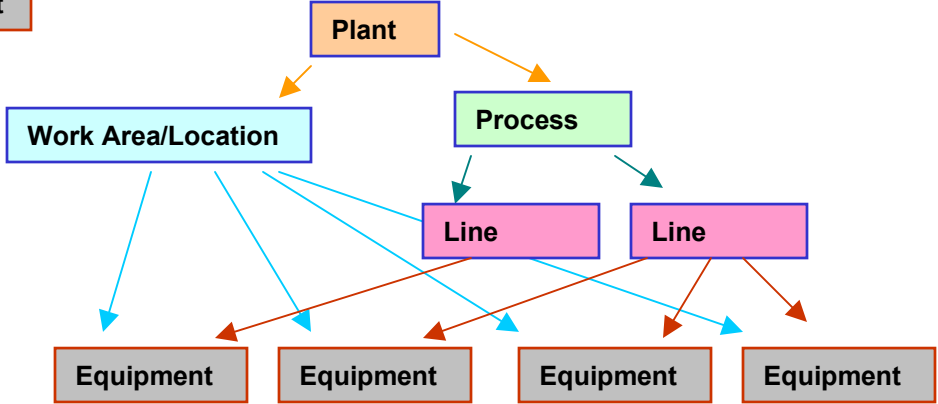 Plant
Work Area/Location
Process
Line
Line
Equipment
Equipment
Equipment
Equipment